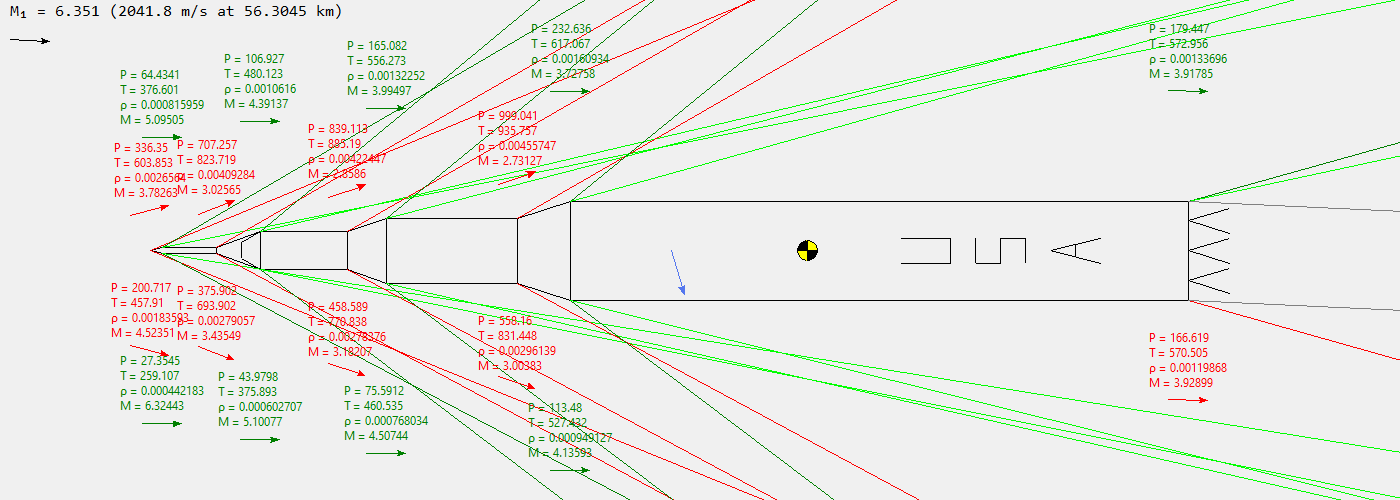 M₁ = 6.351 (2041.8 m/s at 56.3045 km)
P = 64.4341
T = 376.601
ρ = 0.000815959
M = 5.09505
P = 106.927
T = 480.123
ρ = 0.0010616
M = 4.39137
P = 165.082
T = 556.273
ρ = 0.00132252
M = 3.99497
P = 232.636
T = 617.067
ρ = 0.00160934
M = 3.72758
P = 179.447
T = 572.956
ρ = 0.00133696
M = 3.91785
P = 336.35
T = 603.853
ρ = 0.0026564
M = 3.78263
P = 707.257
T = 823.719
ρ = 0.00409284
M = 3.02565
P = 839.113
T = 885.19
ρ = 0.00422447
M = 2.8586
P = 999.041
T = 935.757
ρ = 0.00455747
M = 2.73127
USA
P = 200.717
T = 457.91
ρ = 0.00183593
M = 4.52351
P = 375.902
T = 693.902
ρ = 0.00279057
M = 3.43549
P = 458.589
T = 770.838
ρ = 0.00278376
M = 3.18207
P = 558.16
T = 831.448
ρ = 0.00296139
M = 3.00383
P = 166.619
T = 570.505
ρ = 0.00119868
M = 3.92899
P = 27.3545
T = 259.107
ρ = 0.000442183
M = 6.32443
P = 43.9798
T = 375.893
ρ = 0.000602707
M = 5.10077
P = 75.5912
T = 460.535
ρ = 0.000768034
M = 4.50744
P = 113.48
T = 527.432
ρ = 0.000949127
M = 4.13593